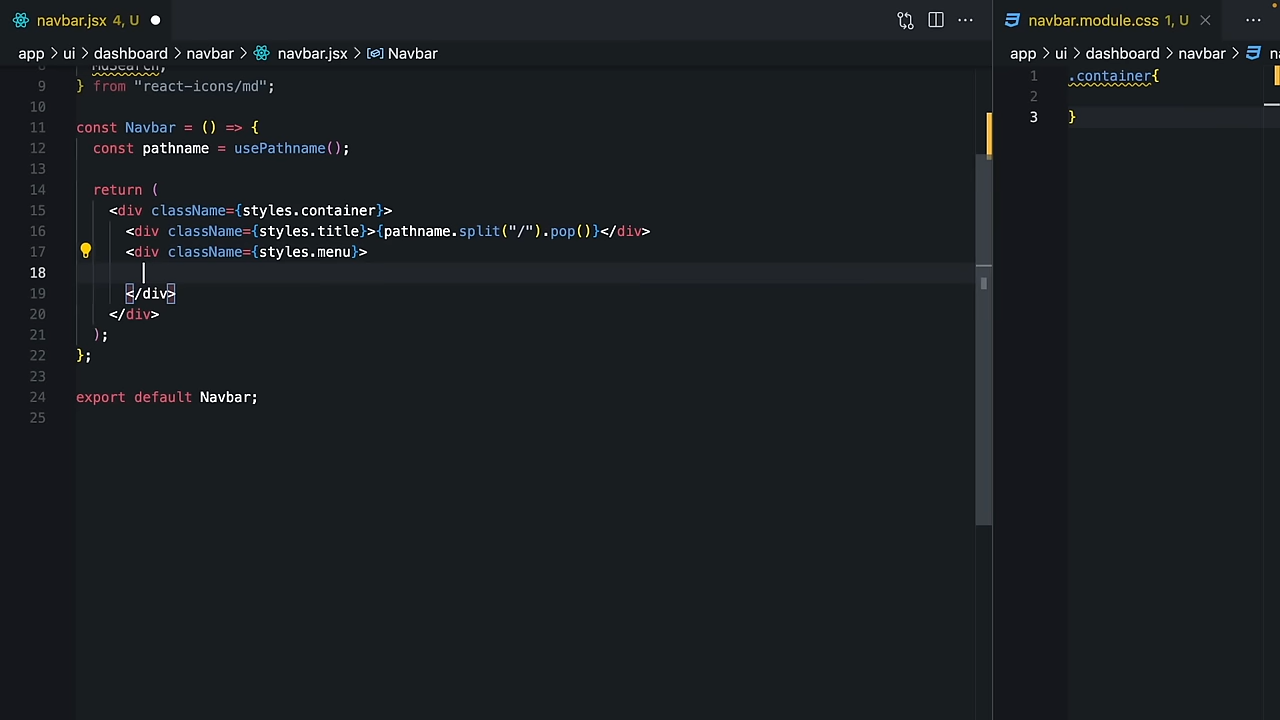 navbar.jsx 4, U
app > ui > dashboard > navbar > navbar.jsx > Navbar
8 MdSearch,
9 } from "react-icons/md";
10
11 const Navbar = () => {
12 const pathname = usePathname();
13
14 return (
15 <div className={styles.container}>
16 <div className={styles.title}>{pathname.split("/").pop()}</div>
17 <div className={styles.menu}>
18
19 </div>
20 </div>
21 );
22 };
23
24 export default Navbar;
25
navbar.module.css 1, U
app > ui > dashboard > navbar >
1 .container{
2
3 }